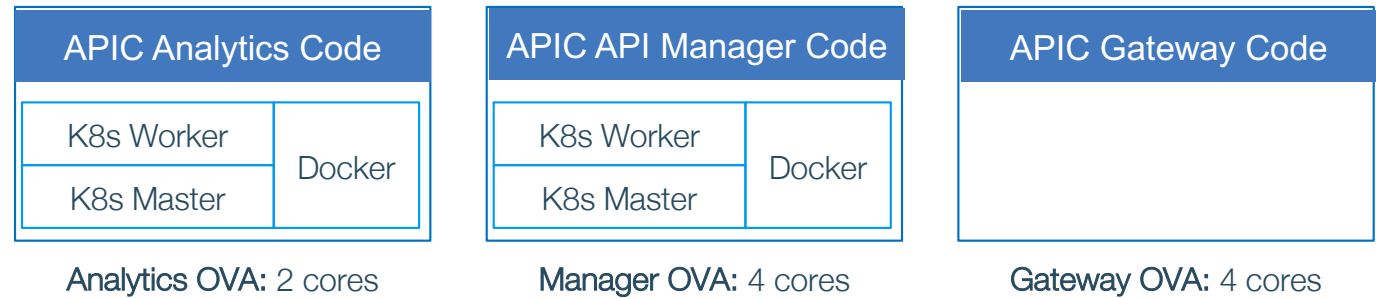 APIC Analytics Code
K8s Worker
K8s Master
Docker
Analytics OVA: 2 cores
APIC API Manager Code
K8s Worker
K8s Master
Docker
Manager OVA: 4 cores
APIC Gateway Code
Gateway OVA: 4 cores